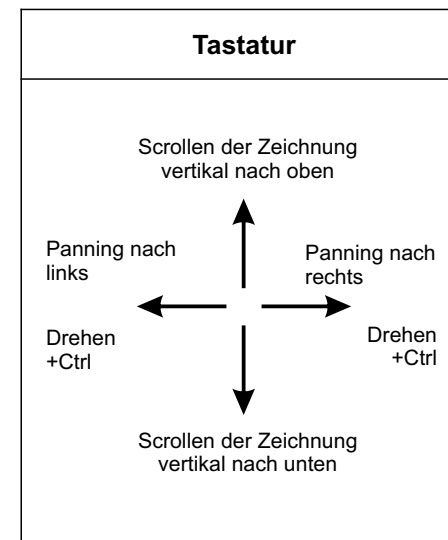 Tastatur
Scrollen der Zeichnung
vertikal nach oben
Panning nach
links
Panning nach
rechts
Drehen
+Ctrl
Drehen
+Ctrl
Scrollen der Zeichnung
vertikal nach unten